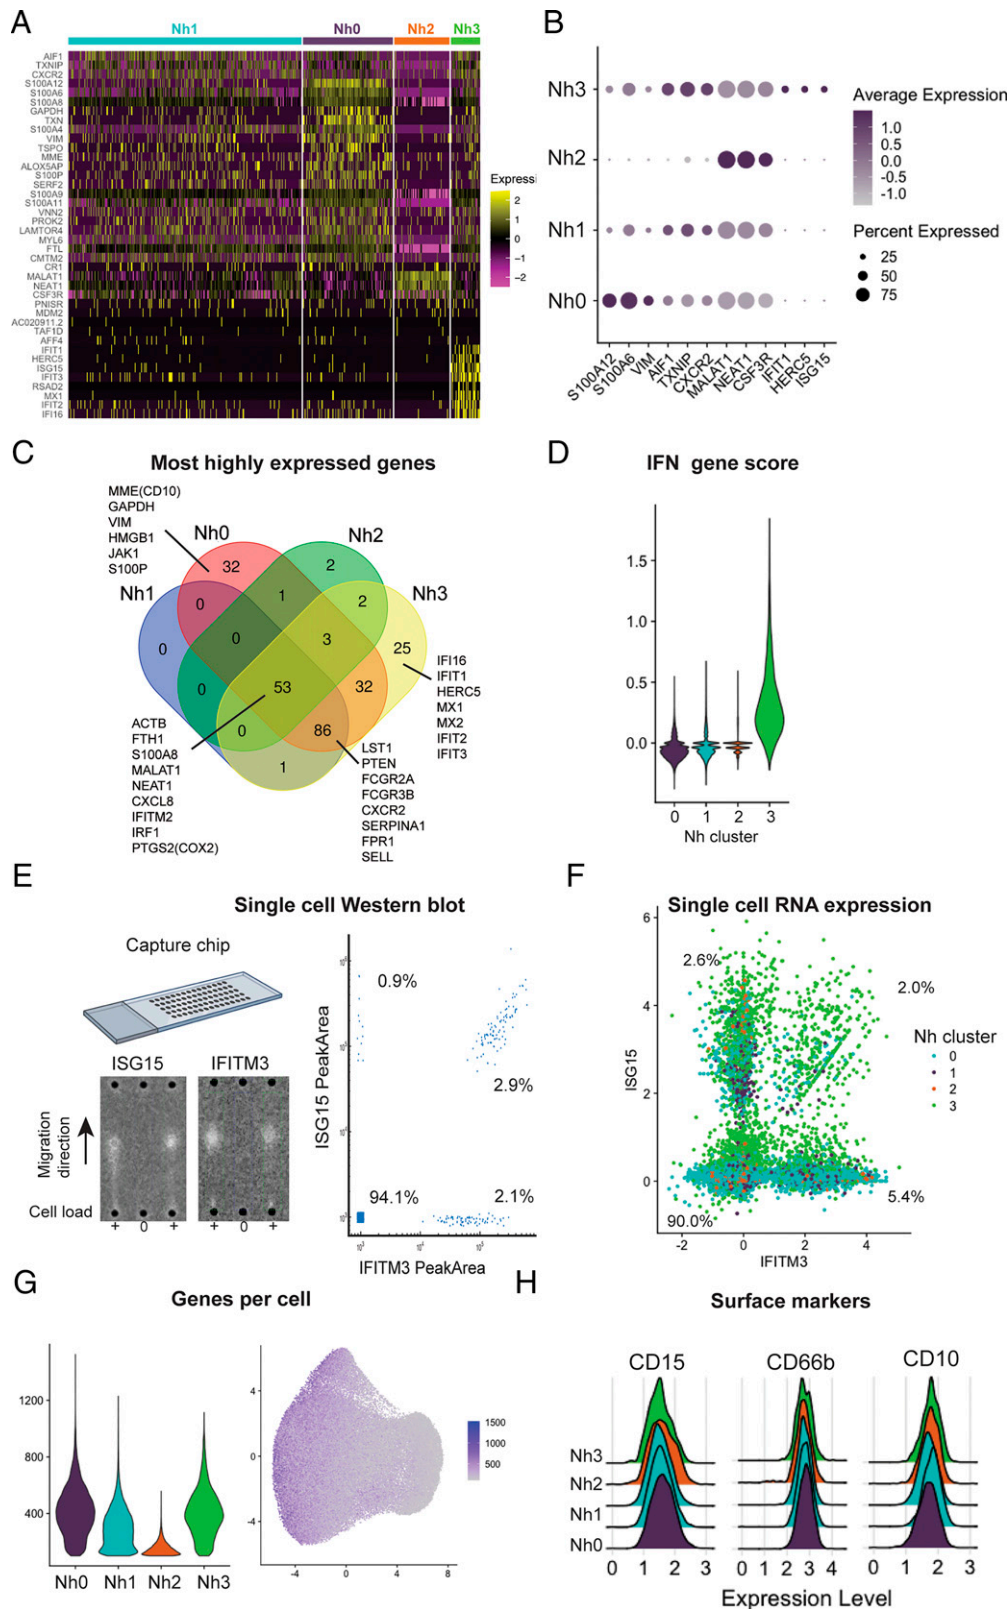 A
Nh1 Nh0 Nh2 Nh3
AIF1
TXNIP
CXCR2
S100A12
S100A6
S100A8
GAPDH
TXN
S100A4
VIM
TSPO
MME
ALOX5AP
S100P
SERF2
S100A9
S100A11
VNN2
PROK2
LAMTOR4
MYL6
FTL
CMTM2
CR1
MALAT1
NEAT1
CSF3R
PNISR
MDM2
AC020911.2
TAF1D
AFF4
IFIT1
HERC5
ISG15
IFIT3
RSAD2
MX1
IFIT2
IFI16
Expressi
2
1
0
−1
−2
B
Nh3
Nh2
Nh1
Nh0
S100A12
S100A6
VIM
AIF1
TXNIP
CXCR2
MALAT1
NEAT1
CSF3R
IFIT1
HERC5
ISG15
Average Expression
1.0
0.5
0.0
-0.5
-1.0
Percent Expressed
25
50
75
C
Most highly expressed genes
MME(CD10)
GAPDH
VIM
HMGB1
JAK1
S100P
Nh0
Nh2
Nh1
Nh3
32
2
0
1
2
0
0
3
25
0
53
32
0
86
1
IFI16
IFIT1
HERC5
MX1
MX2
IFIT2
IFIT3
ACTB
FTH1
S100A8
MALAT1
NEAT1
CXCL8
IFITM2
IRF1
PTGS2(COX2)
LST1
PTEN
FCGR2A
FCGR3B
CXCR2
SERPINA1
FPR1
SELL
D
IFN gene score
1.5
1.0
0.5
0.0
0 1 2 3
Nh cluster
E
Single cell Western blot
Capture chip
ISG15 IFITM3
Migration
direction
Cell load
+ 0 + + 0 +
ISG15 PeakArea
0.9%
2.9%
94.1%
2.1%
IFITM3 PeakArea
F
Single cell RNA expression
6
4
2
0
ISG15
2.6%
2.0%
5.4%
90.0%
-2 0 2 4
IFITM3
Nh cluster
0
1
2
3
G
Genes per cell
1200
800
400
Nh0 Nh1 Nh2 Nh3
4
0
-4
-4 0 4 8
1500
1000
500
H
Surface markers
CD15 CD66b CD10
Nh3
Nh2
Nh1
Nh0
0 1 2 3 0 1 2 3 4 0 1 2 3
Expression Level